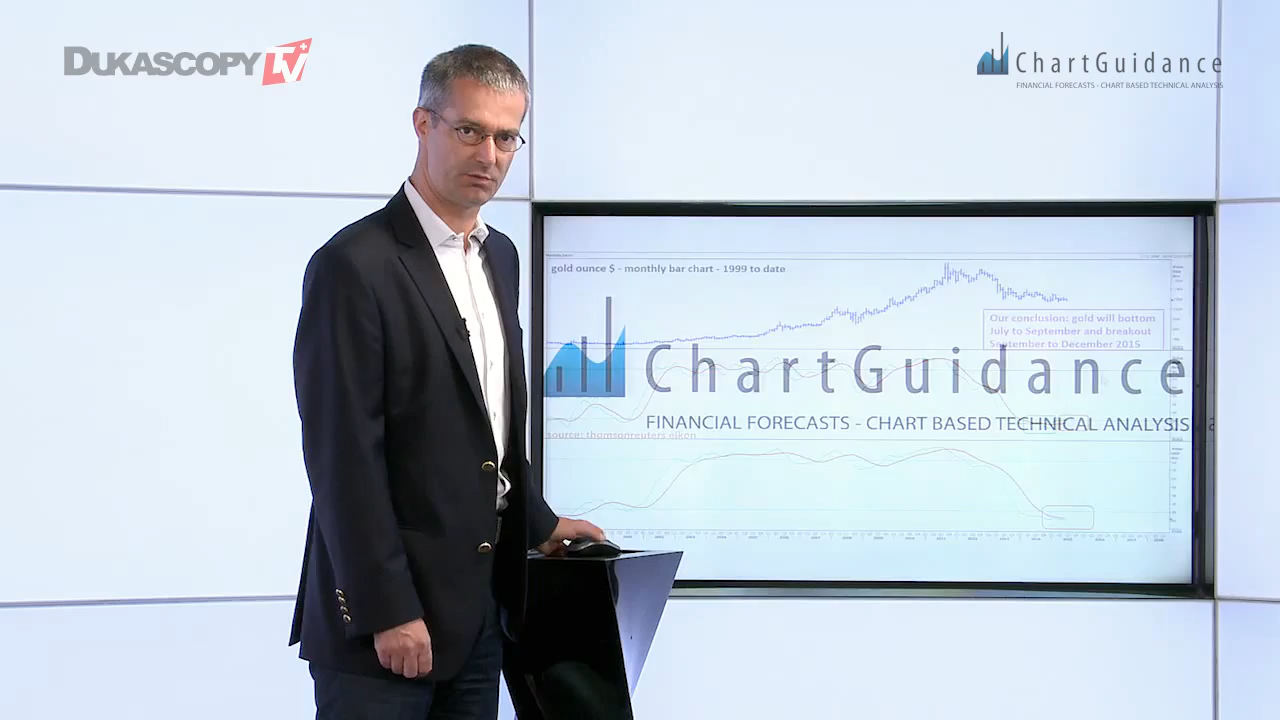 DUKASCOPY TV
ChartGuidance
FINANCIAL FORECASTS - CHART BASED TECHNICAL ANALYSIS
gold ounce $ - monthly bar chart - 1999 to date
Our conclusion: gold will bottom
July to September and breakout
September to December 2015
ChartGuidance
FINANCIAL FORECASTS - CHART BASED TECHNICAL ANALYSIS
source: thomsonreuters eikon